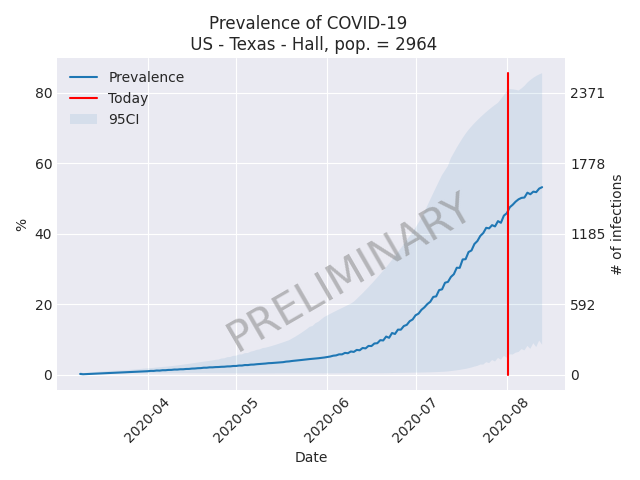 Prevalence of COVID-19
US - Texas - Hall, pop. = 2964
Prevalence
Today
95CI
80
60
40
20
0
%
2371
1778
1185
592
0
# of infections
PRELIMINARY
2020-04
2020-05
2020-06
2020-07
2020-08
Date